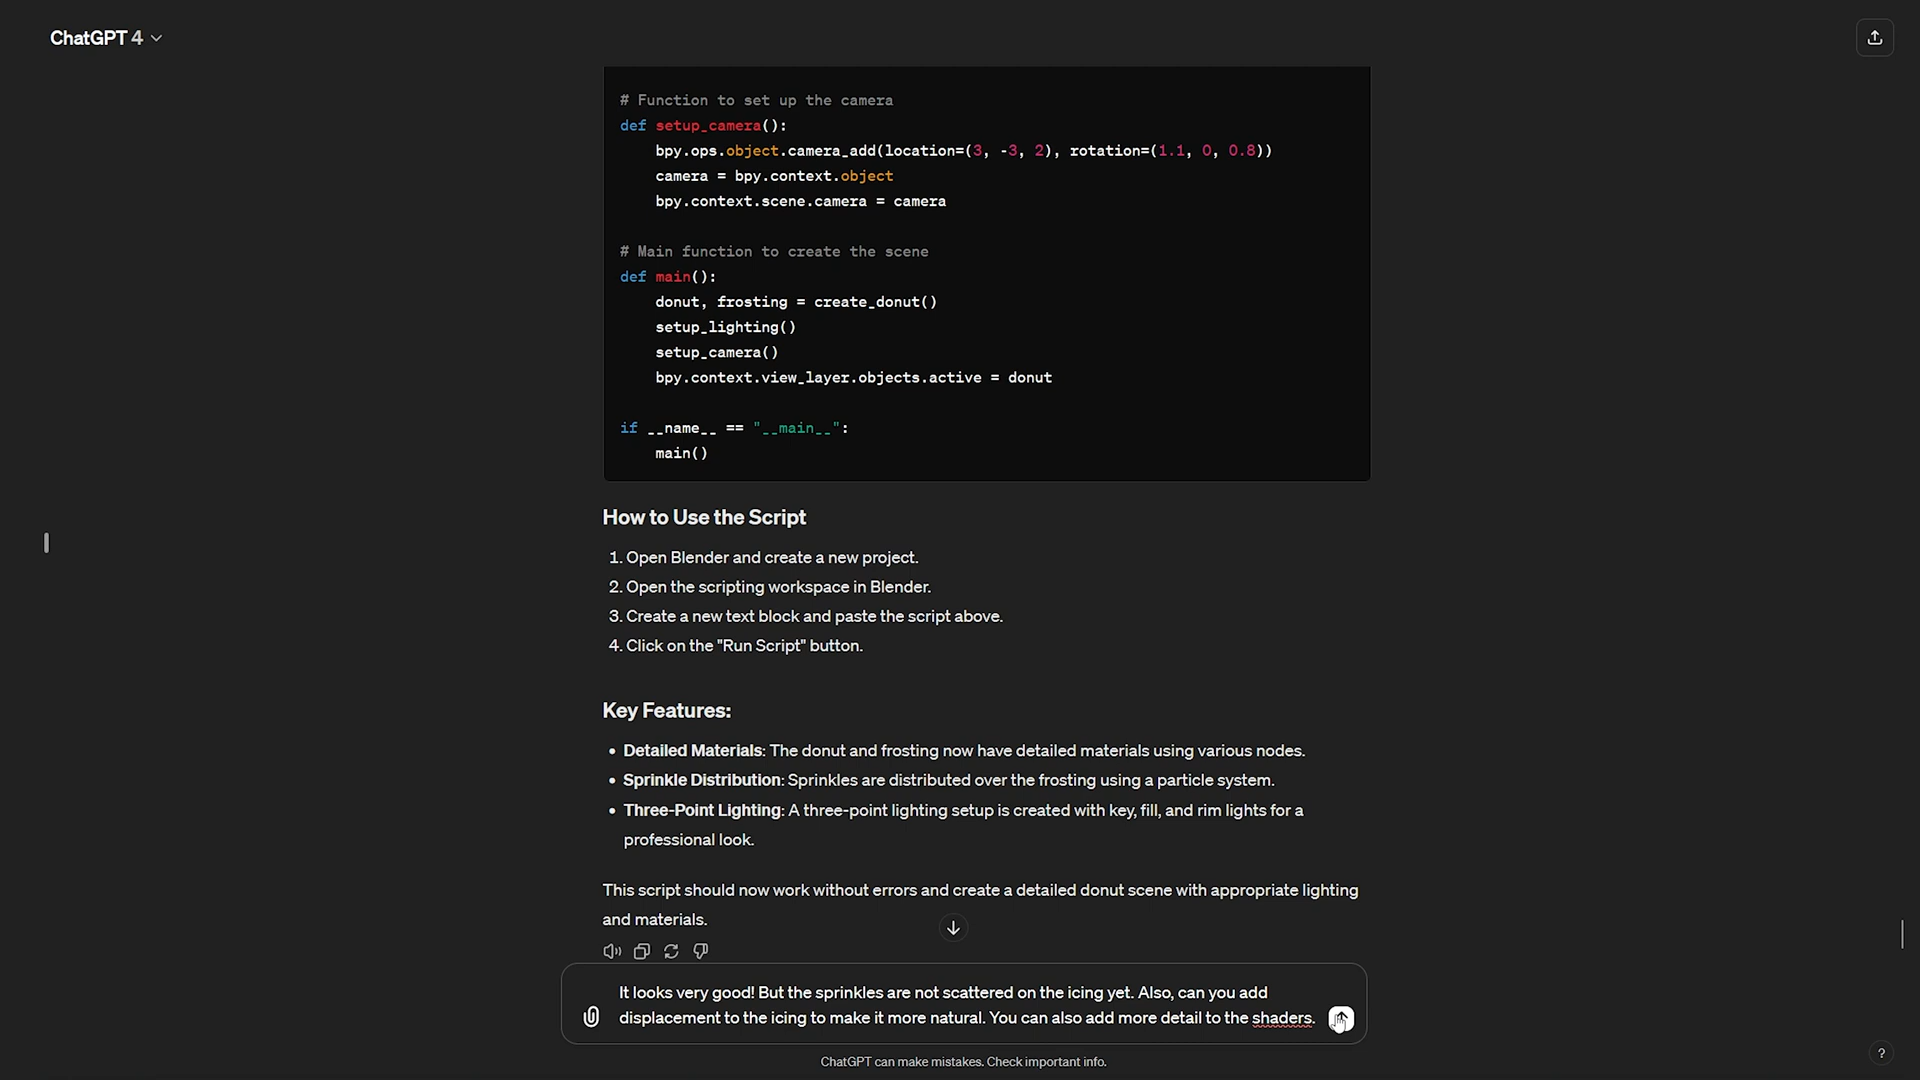 ChatGPT 4
# Function to set up the camera
def setup_camera():
    bpy.ops.object.camera_add(location=(3, -3, 2), rotation=(1.1, 0, 0.8))
    camera = bpy.context.object
    bpy.context.scene.camera = camera
# Main function to create the scene
def main():
    donut, frosting = create_donut()
    setup_lighting()
    setup_camera()
    bpy.context.view_layer.objects.active = donut
if __name__ == "__main__":
    main()
How to Use the Script
1. Open Blender and create a new project.
2. Open the scripting workspace in Blender.
3. Create a new text block and paste the script above.
4. Click on the "Run Script" button.
Key Features:
• Detailed Materials: The donut and frosting now have detailed materials using various nodes.
• Sprinkle Distribution: Sprinkles are distributed over the frosting using a particle system.
• Three-Point Lighting: A three-point lighting setup is created with key, fill, and rim lights for a
professional look.
This script should now work without errors and create a detailed donut scene with appropriate lighting
and materials.
It looks very good! But the sprinkles are not scattered on the icing yet. Also, can you add
displacement to the icing to make it more natural. You can also add more detail to the shaders.
ChatGPT can make mistakes. Check important info.
?